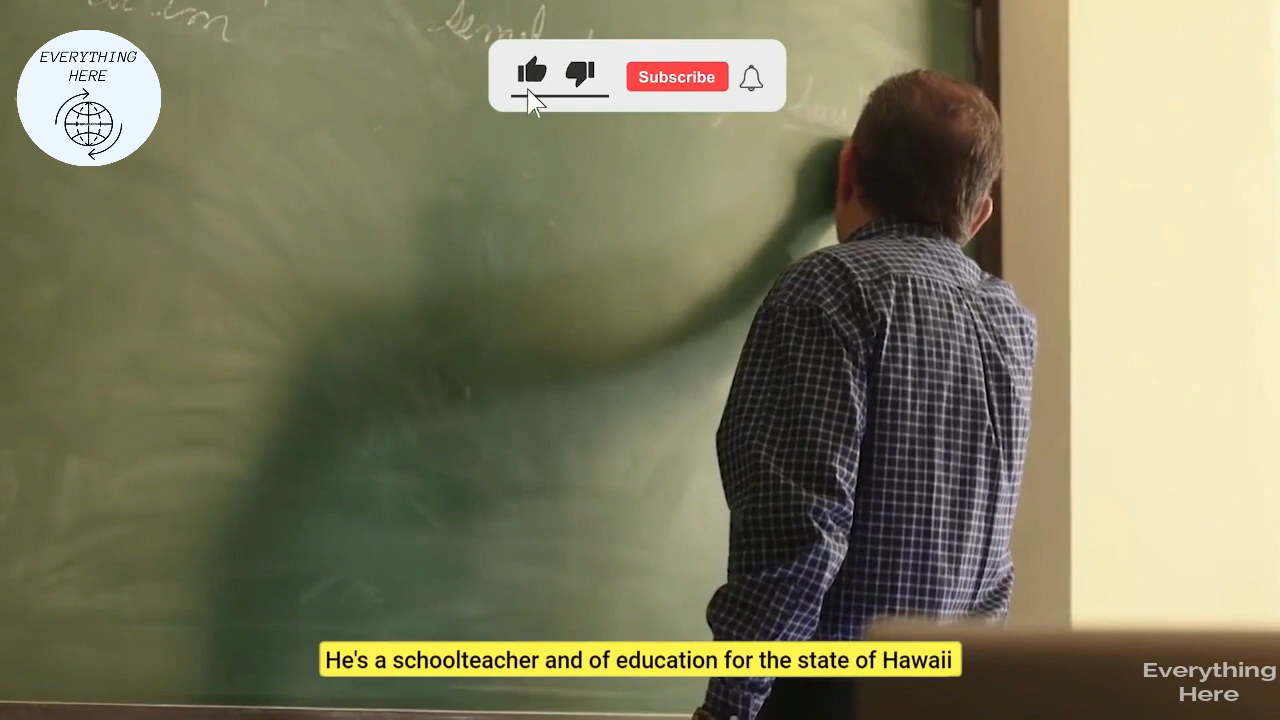 EVERYTHING
HERE
Subscribe
He's a schoolteacher and of education for the state of Hawaii
Everything
Here